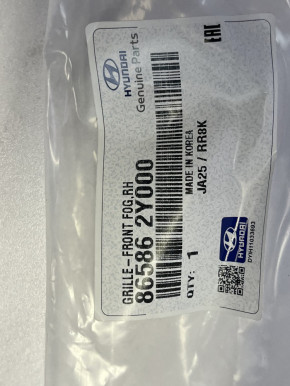 HYUNDAI
Genuine Parts
EAC
GRILLE-FRONT FOG,RH
86586 2Y000
MADE IN KOREA
JA25 / RR8K
QTY: 1
HYUNDAI